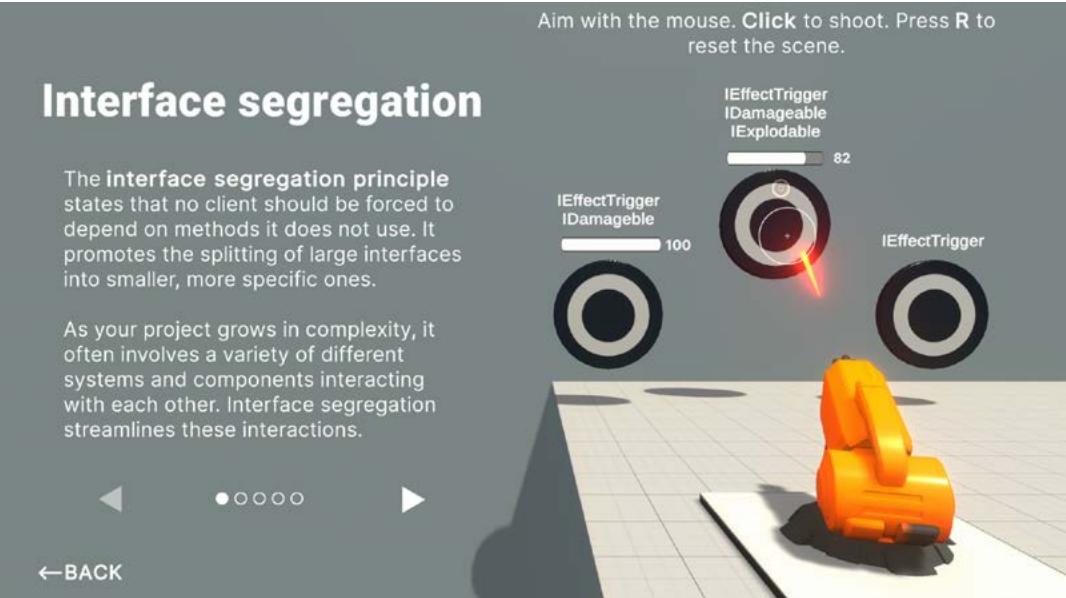 Aim with the mouse. Click to shoot. Press R to
reset the scene.
Interface segregation
The interface segregation principle
states that no client should be forced to
depend on methods it does not use. It
promotes the splitting of large interfaces
into smaller, more specific ones.
As your project grows in complexity, it
often involves a variety of different
systems and components interacting
with each other. Interface segregation
streamlines these interactions.
←BACK
IEffectTrigger
IDamageble
100
IEffectTrigger
IDamageable
IExplodable
82
IEffectTrigger